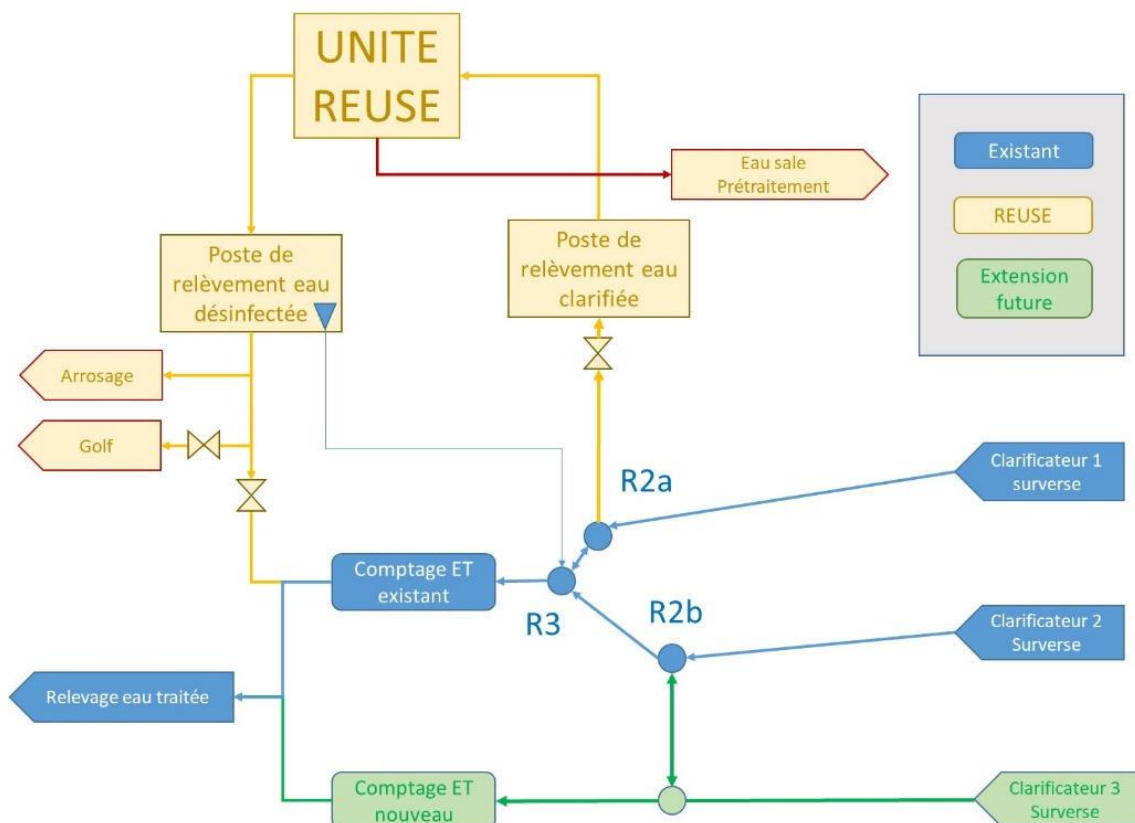 UNITE
REUSE
Eau sale
Prétraitement
Existant
REUSE
Extension
future
Poste de
relèvement eau
désinfectée
Poste de
relèvement eau
clarifiée
Arrosage
Golf
R2a
Clarificateur 1
surverse
Comptage ET
existant
R3
R2b
Clarificateur 2
Surverse
Relevage eau traitée
Comptage ET
nouveau
Clarificateur 3
Surverse